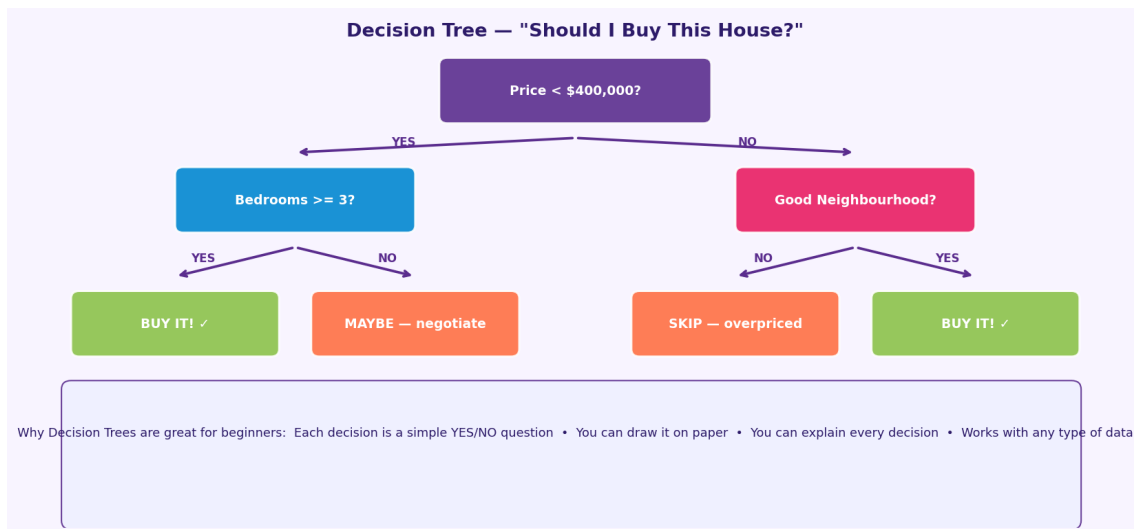 Decision Tree — "Should I Buy This House?"
Price < $400,000?
YES
NO
Bedrooms >= 3?
Good Neighbourhood?
YES
NO
NO
YES
BUY IT! ✓
MAYBE — negotiate
SKIP — overpriced
BUY IT! ✓
Why Decision Trees are great for beginners:  Each decision is a simple YES/NO question  •  You can draw it on paper  •  You can explain every decision  •  Works with any type of data